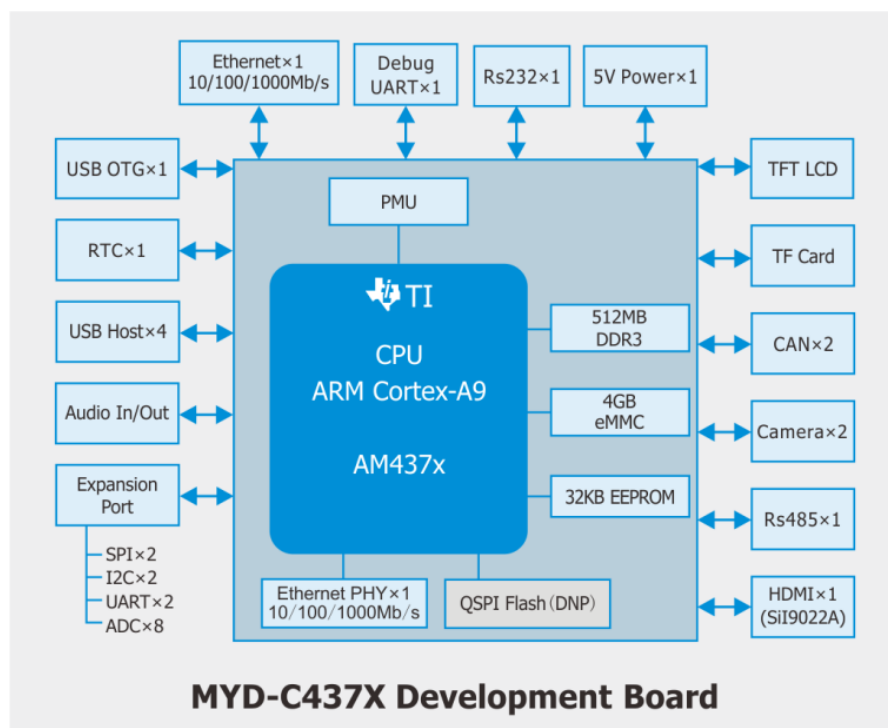 Ethernet×1
10/100/1000Mb/s
Debug
UART×1
Rs232×1
5V Power×1
USB OTG×1
RTC×1
USB Host×4
Audio In/Out
Expansion
Port
SPI×2
I2C×2
UART×2
ADC×8
PMU
TI
CPU
ARM Cortex-A9
AM437x
512MB
DDR3
4GB
eMMC
32KB EEPROM
Ethernet PHY×1
10/100/1000Mb/s
QSPI Flash(DNP)
TFT LCD
TF Card
CAN×2
Camera×2
Rs485×1
HDMI×1
(SiI9022A)
MYD-C437X Development Board